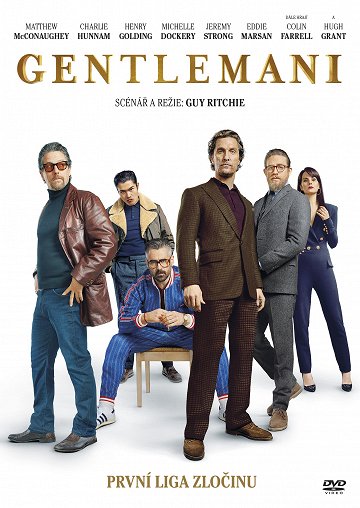 MATTHEW McCONAUGHEY CHARLIE HUNNAM HENRY GOLDING MICHELLE DOCKERY JEREMY STRONG EDDIE MARSAN DÁLE HRAJÍ COLIN FARRELL A HUGH GRANT
GENTLEMANI
SCÉNÁŘ A REŽIE: GUY RITCHIE
PRVNÍ LIGA ZLOČINU
DVD
VIDEO